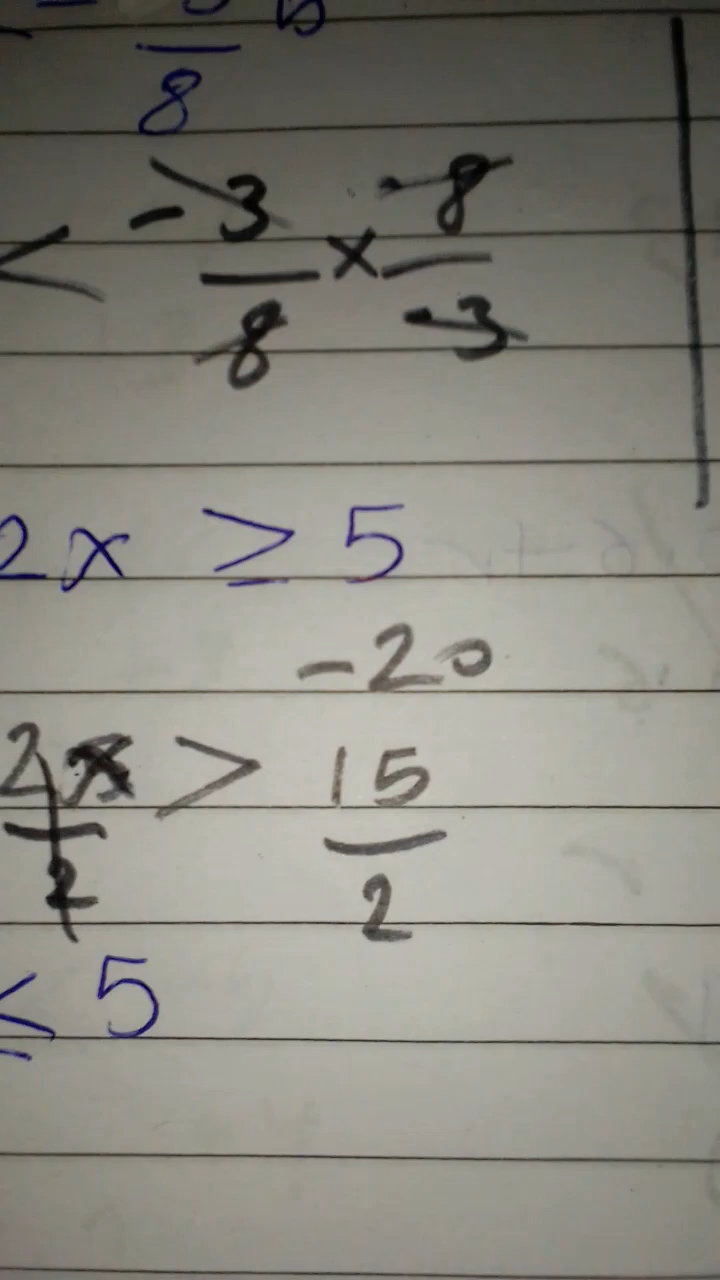 8
< - 3/8 × -8/-3
2x ≥ 5
-20
2x/2 > 15/2
≤ 5